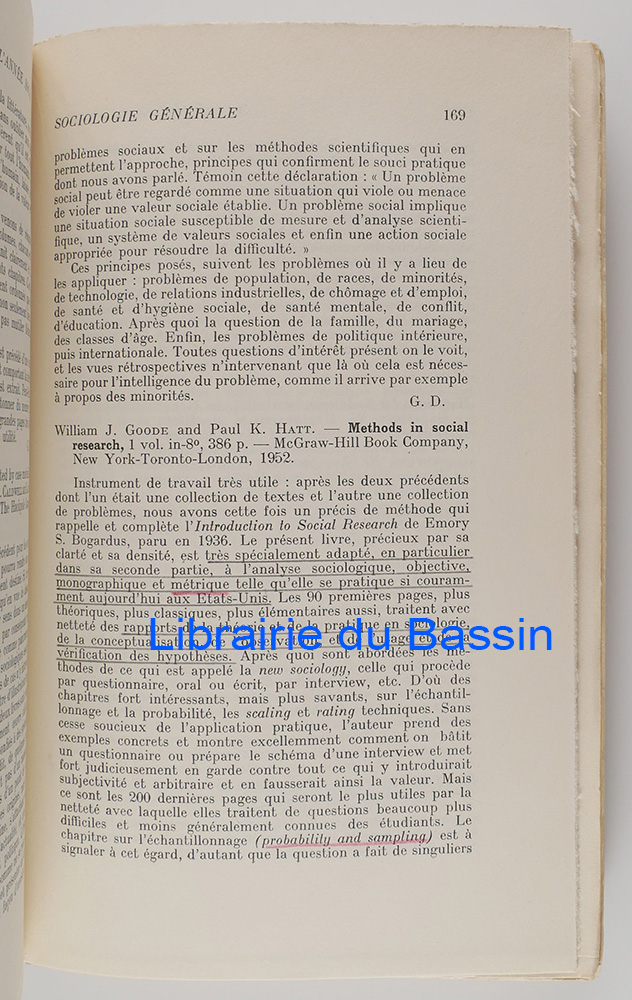 L'ANNÉE
SOCIOLOGIE GÉNÉRALE 169
problèmes sociaux et sur les méthodes scientifiques qui en
permettent l'approche, principes qui confirment le souci pratique
dont nous avons parlé. Témoin cette déclaration : « Un problème
social peut être regardé comme une situation qui viole ou menace
de violer une valeur sociale établie. Un problème social implique
une situation sociale susceptible de mesure et d'analyse scienti-
fique, un système de valeurs sociales et enfin une action sociale
appropriée pour résoudre la difficulté. »
Ces principes posés, suivent les problèmes où il y a lieu de
les appliquer : problèmes de population, de races, de minorités,
de technologie, de relations industrielles, de chômage et d'emploi,
de santé et d'hygiène sociale, de santé mentale, de conflit,
d'éducation. Après quoi la question de la famille, du mariage,
des classes d'âge. Enfin, les problèmes de politique intérieure,
puis internationale. Toutes questions d'intérêt présent on le voit,
et les vues rétrospectives n'interviennent que là où cela est néces-
saire pour l'intelligence du problème, comme il arrive par exemple
à propos des minorités. G. D.
William J. GOODE and Paul K. HATT. — Methods in social
research, 1 vol. in-8º, 386 p. — McGraw-Hill Book Company,
New York-Toronto-London, 1952.
Instrument de travail très utile : après les deux précédents
dont l'un était une collection de textes et l'autre une collection
de problèmes, nous avons cette fois un précis de méthode qui
rappelle et complète l'Introduction to Social Research de Emory
S. Bogardus, paru en 1936. Le présent livre, précieux par sa
clarté et sa densité, est très spécialement adapté, en particulier
dans sa seconde partie, à l'analyse sociologique, objective,
monographique et métrique telle qu'elle se pratique si couram-
ment aujourd'hui aux Etats-Unis. Les 90 premières pages, plus
théoriques, plus classiques, plus élémentaires aussi, traitent avec
netteté des rapports de la théorie et de la pratique en sociologie,
de la conceptualisation, de l'observation et de la
vérification des hypothèses. Après quoi sont abordées les mé-
thodes de ce qui est appelé la new sociology, celle qui procède
par questionnaire, oral ou écrit, par interview, etc. D'où des
chapitres fort intéressants, mais plus savants, sur l'échantil-
lonnage et la probabilité, les scaling et rating techniques. Sans
cesse soucieux de l'application pratique, l'auteur prend des
exemples concrets et montre excellemment comment on bâtit
un questionnaire ou prépare le schéma d'une interview et met
fort judicieusement en garde contre tout ce qui y introduirait
subjectivité et arbitraire et en fausserait ainsi la valeur. Mais
ce sont les 200 dernières pages qui seront le plus utiles par la
netteté avec laquelle elles traitent de questions beaucoup plus
difficiles et moins généralement connues des étudiants. Le
chapitre sur l'échantillonnage (probability and sampling) est à
signaler à cet égard, d'autant que la question a fait de singuliers
Librairie du Bassin